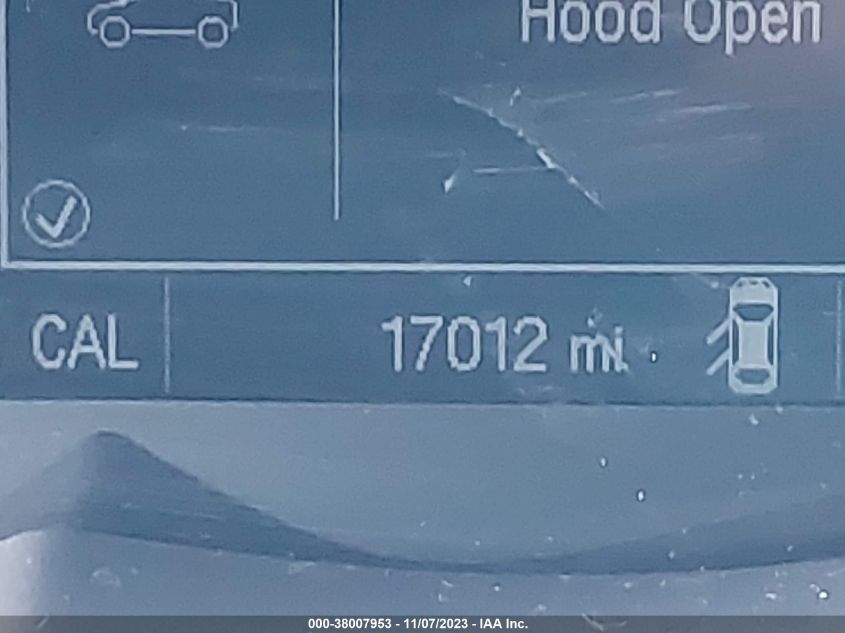 Hood Open
CAL 17012 mi
000-38007953 - 11/07/2023 - IAA Inc.